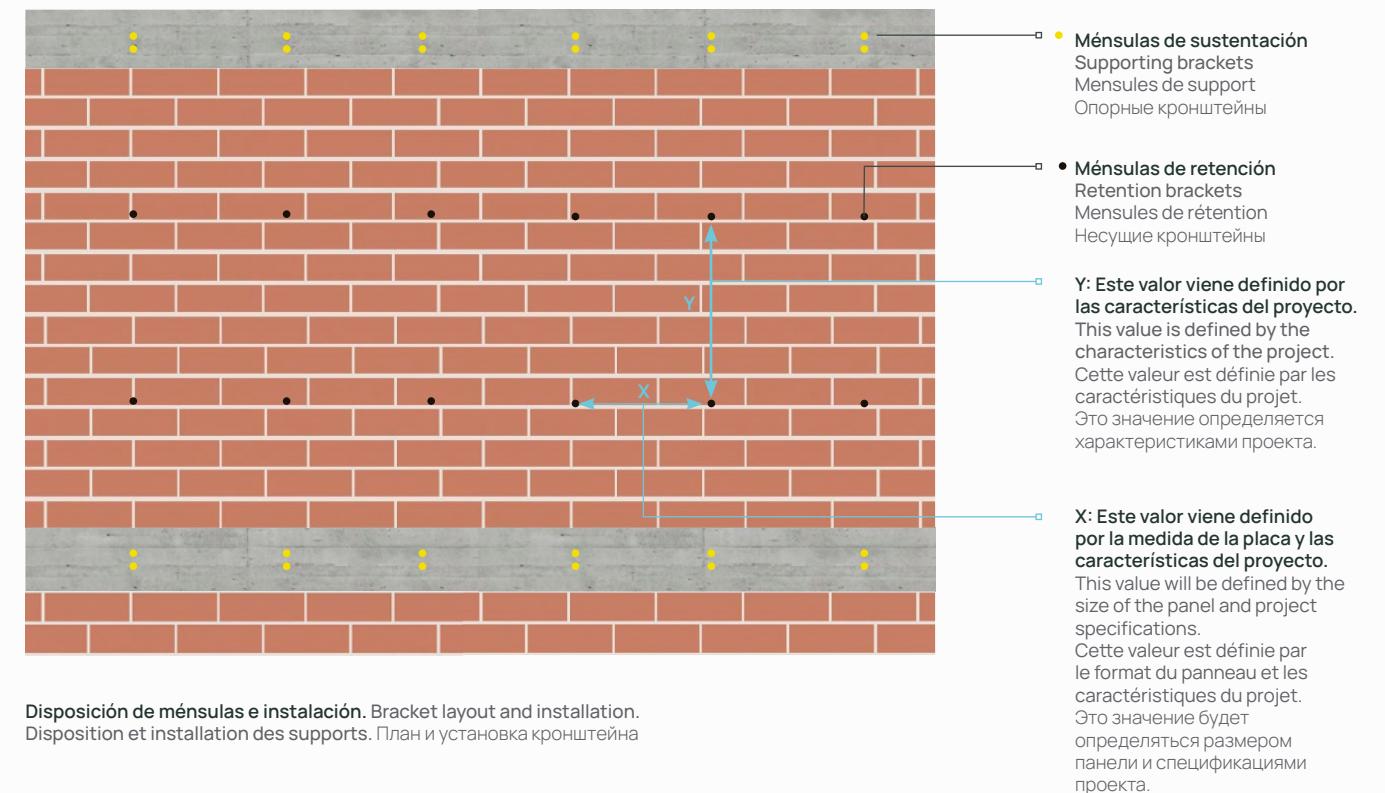 Ménsulas de sustentación
Supporting brackets
Mensules de support
Опорные кронштейны
Ménsulas de retención
Retention brackets
Mensules de rétention
Несущие кронштейны
Y: Este valor viene definido por
las características del proyecto.
This value is defined by the
characteristics of the project.
Cette valeur est définie par les
caractéristiques du projet.
Это значение определяется
характеристиками проекта.
Y
X
X: Este valor viene definido
por la medida de la placa y las
características del proyecto.
This value will be defined by the
size of the panel and project
specifications.
Cette valeur est définie par
le format du panneau et les
caractéristiques du projet.
Это значение будет
определяться размером
панели и спецификациями
проекта.
Disposición de ménsulas e instalación. Bracket layout and installation.
Disposition et installation des supports. План и установка кронштейна